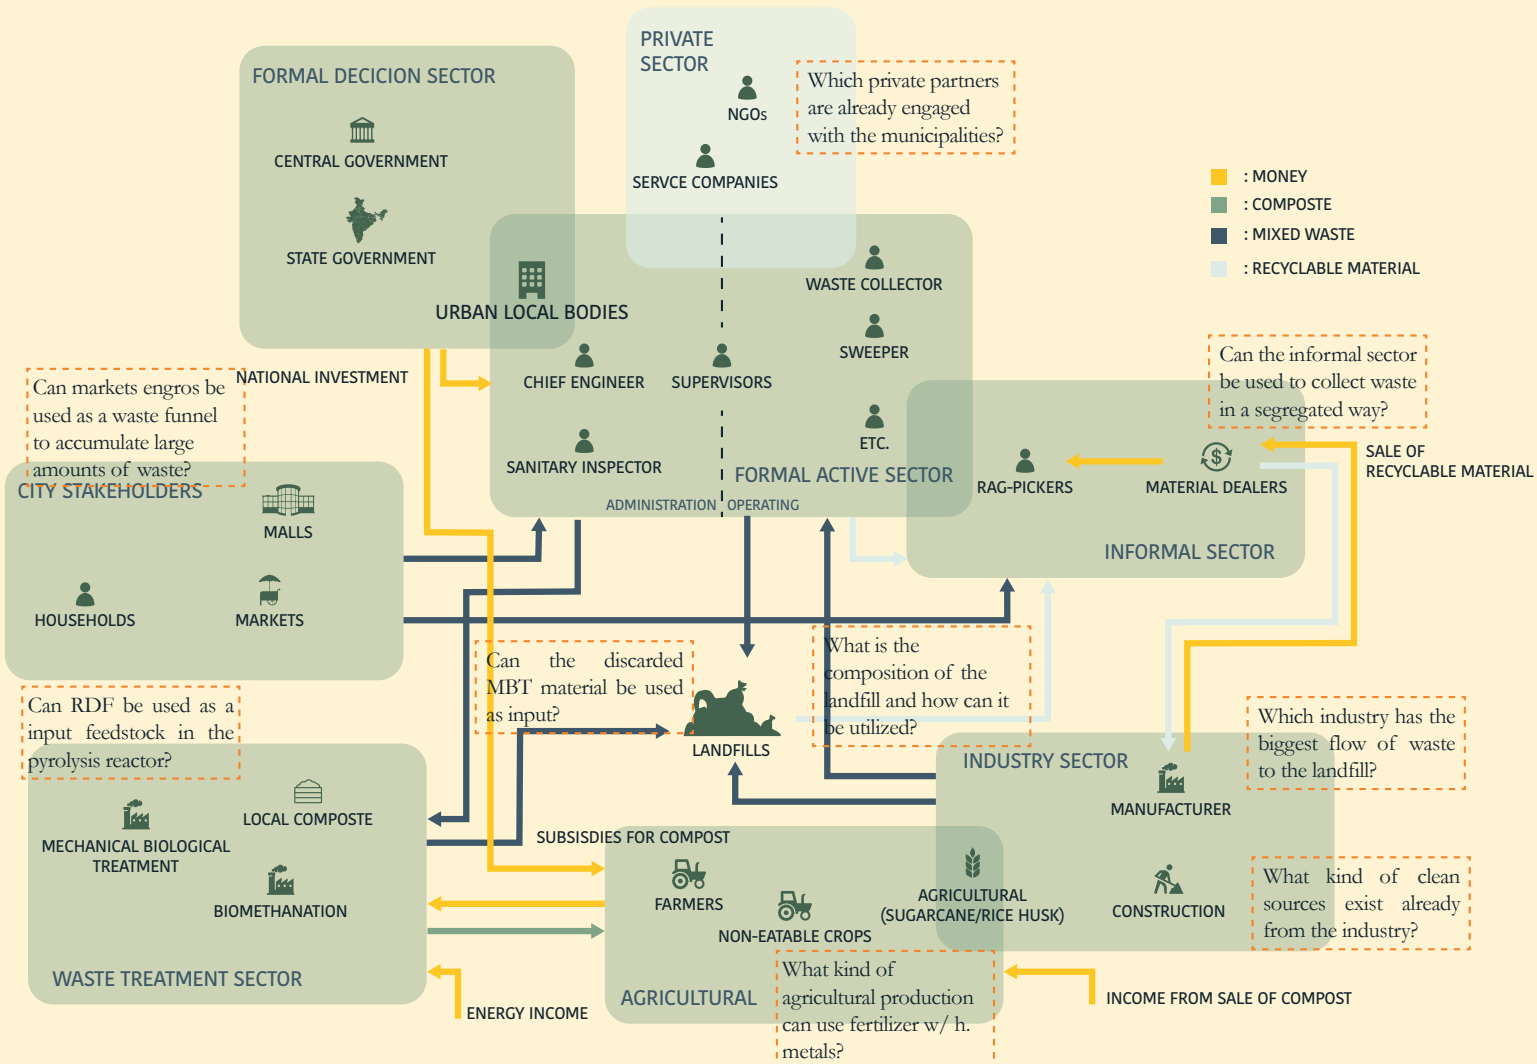 PRIVATE
SECTOR
NGOs
SERVCE COMPANIES
Which private partners
are already engaged
with the municipalities?
FORMAL DECICION SECTOR
CENTRAL GOVERNMENT
STATE GOVERNMENT
URBAN LOCAL BODIES
: MONEY
: COMPOSTE
: MIXED WASTE
: RECYCLABLE MATERIAL
WASTE COLLECTOR
SWEEPER
CHIEF ENGINEER
SUPERVISORS
ETC.
SANITARY INSPECTOR
FORMAL ACTIVE SECTOR
ADMINISTRATION
OPERATING
NATIONAL INVESTMENT
Can markets engros be
used as a waste funnel
to accumulate large
amounts of waste?
CITY STAKEHOLDERS
MALLS
HOUSEHOLDS
MARKETS
Can the informal sector
be used to collect waste
in a segregated way?
RAG-PICKERS
MATERIAL DEALERS
INFORMAL SECTOR
SALE OF
RECYCLABLE MATERIAL
Can the discarded
MBT material be used
as input?
What is the
composition of the
landfill and how can it
be utilized?
LANDFILLS
Can RDF be used as a
input feedstock in the
pyrolysis reactor?
LOCAL COMPOSTE
MECHANICAL BIOLOGICAL
TREATMENT
BIOMETHANATION
WASTE TREATMENT SECTOR
INDUSTRY SECTOR
MANUFACTURER
Which industry has the
biggest flow of waste
to the landfill?
CONSTRUCTION
What kind of clean
sources exist already
from the industry?
SUBSISDIES FOR COMPOST
FARMERS
NON-EATABLE CROPS
AGRICULTURAL
(SUGARCANE/RICE HUSK)
AGRICULTURAL
What kind of
agricultural production
can use fertilizer w/ h.
metals?
ENERGY INCOME
INCOME FROM SALE OF COMPOST